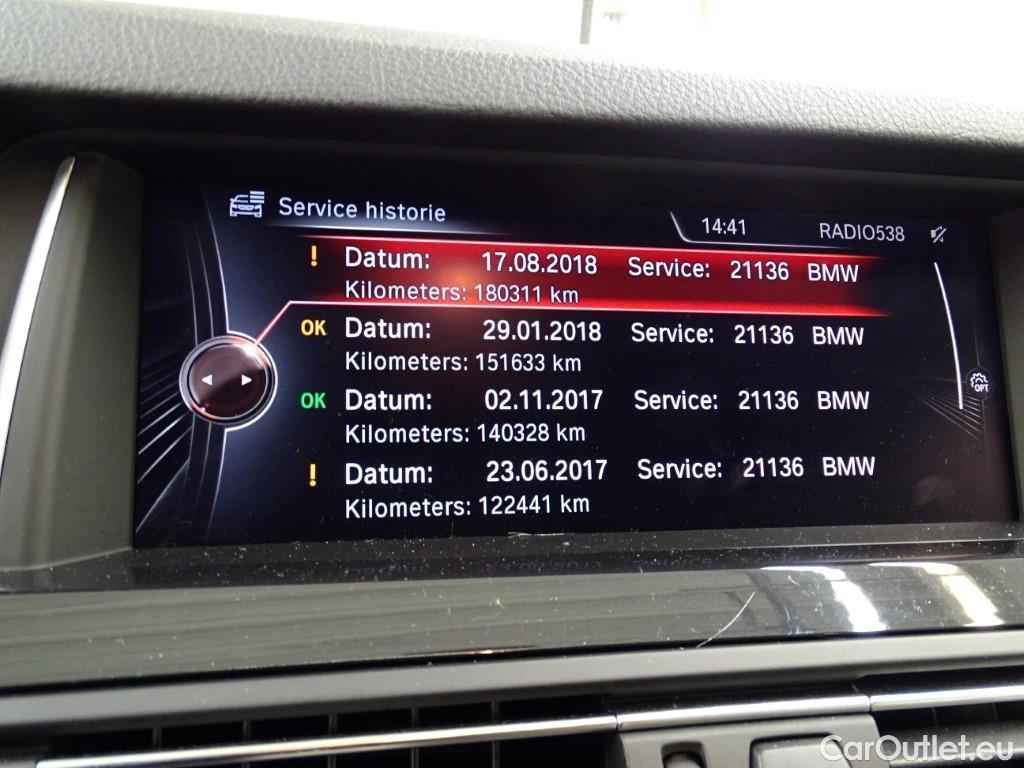 Service historie 14:41 RADIO538
! Datum: 17.08.2018 Service: 21136 BMW
Kilometers: 180311 km
OK Datum: 29.01.2018 Service: 21136 BMW
Kilometers: 151633 km
OK Datum: 02.11.2017 Service: 21136 BMW
OPT
Kilometers: 140328 km
! Datum: 23.06.2017 Service: 21136 BMW
Kilometers: 122441 km
CarOutlet.eu